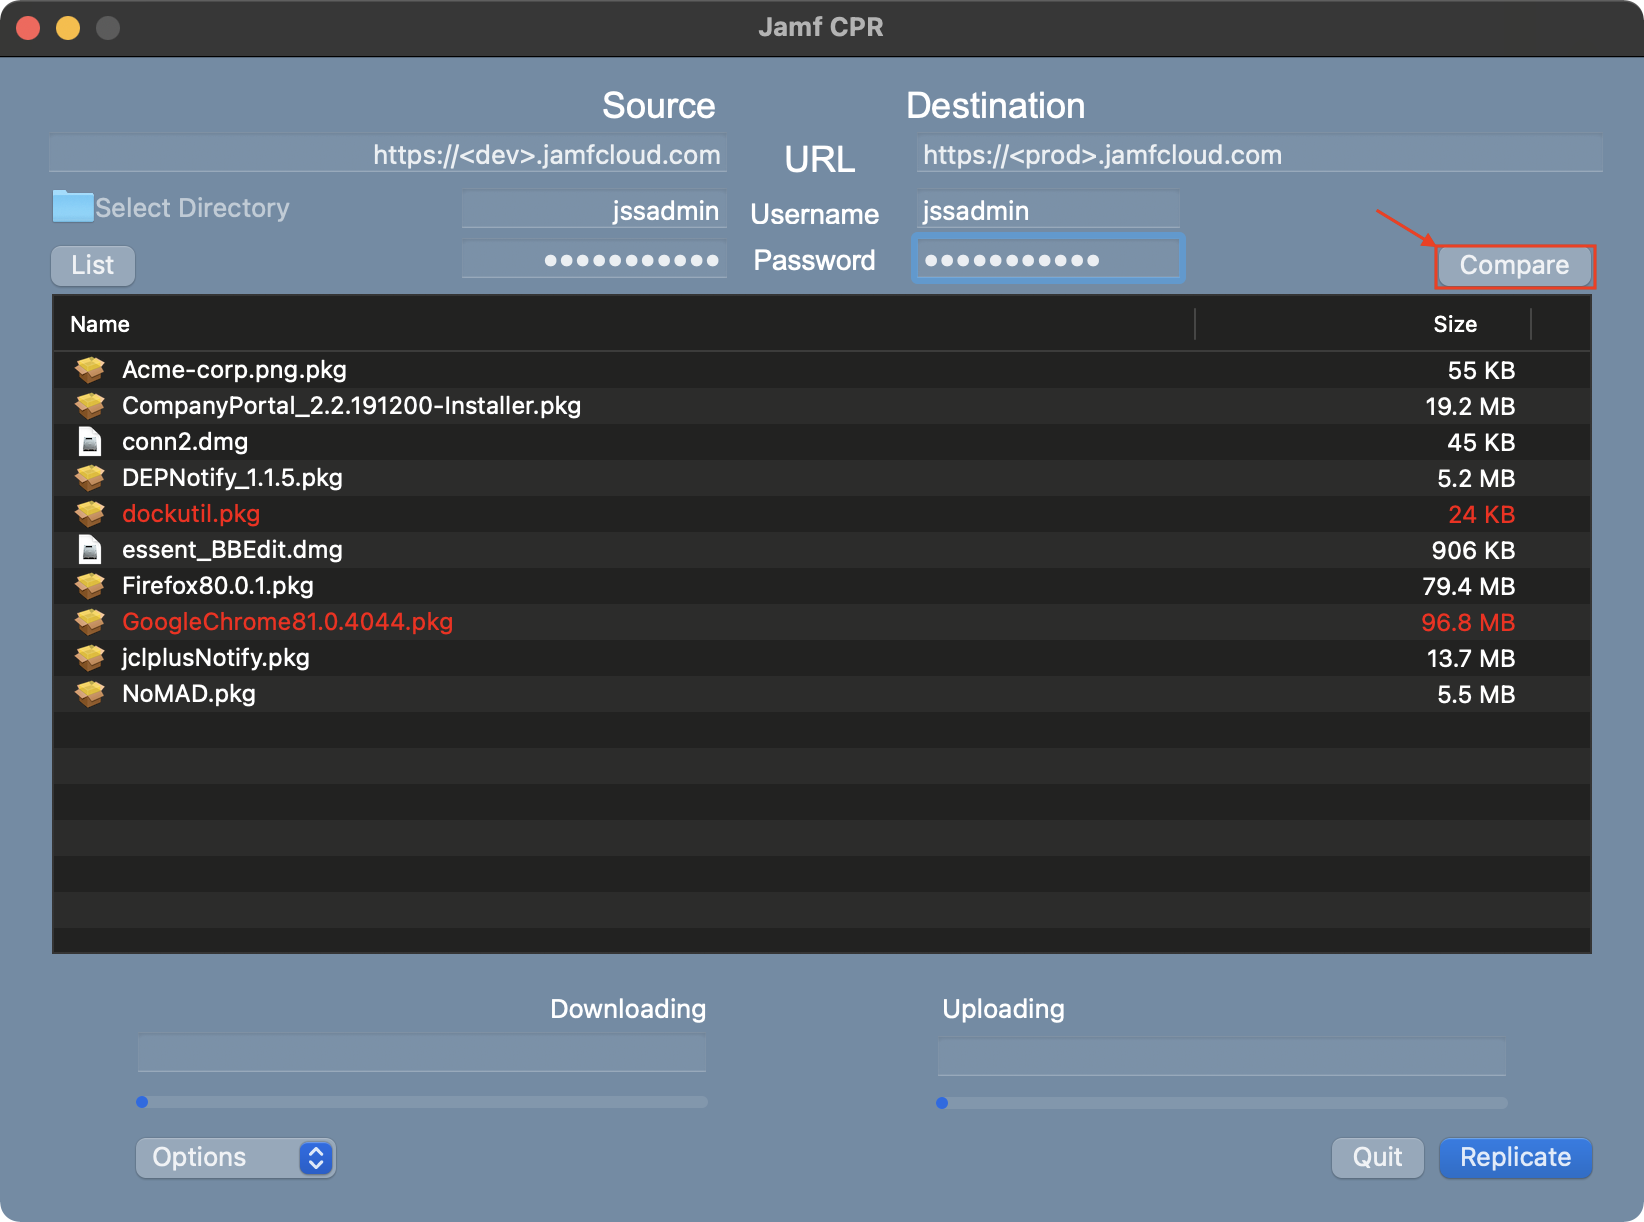 Jamf CPR
Source
Destination
https://<dev>.jamfcloud.com
URL
https://<prod>.jamfcloud.com
Select Directory
jssadmin
Username
jssadmin
List
●●●●●●●●●●●
Password
●●●●●●●●●●●
Compare
Name Size
Acme-corp.png.pkg 55 KB
CompanyPortal_2.2.191200-Installer.pkg 19.2 MB
conn2.dmg 45 KB
DEPNotify_1.1.5.pkg 5.2 MB
dockutil.pkg 24 KB
essent_BBEdit.dmg 906 KB
Firefox80.0.1.pkg 79.4 MB
GoogleChrome81.0.4044.pkg 96.8 MB
jclplusNotify.pkg 13.7 MB
NoMAD.pkg 5.5 MB
Downloading
Uploading
Options
Quit
Replicate